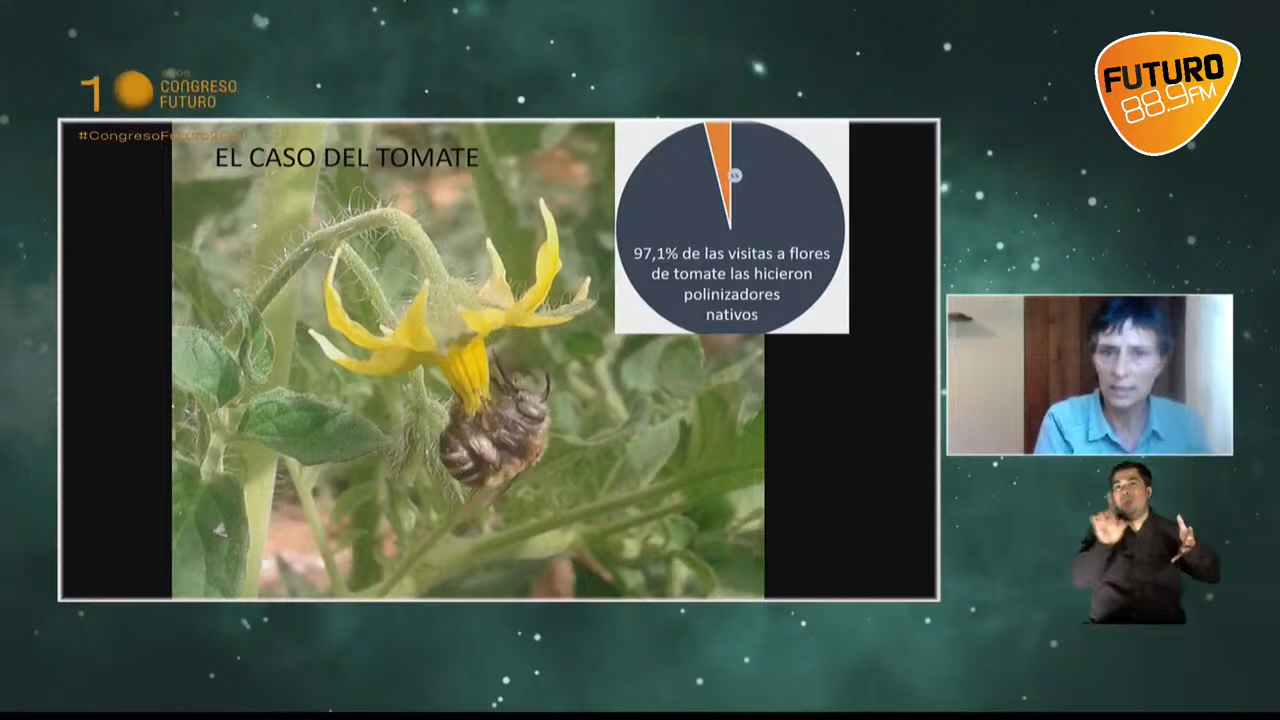 10
CONGRESO
FUTURO
FUTURO
88.9FM
EL CASO DEL TOMATE
97,1% de las visitas a flores
de tomate las hicieron
polinizadores
nativos